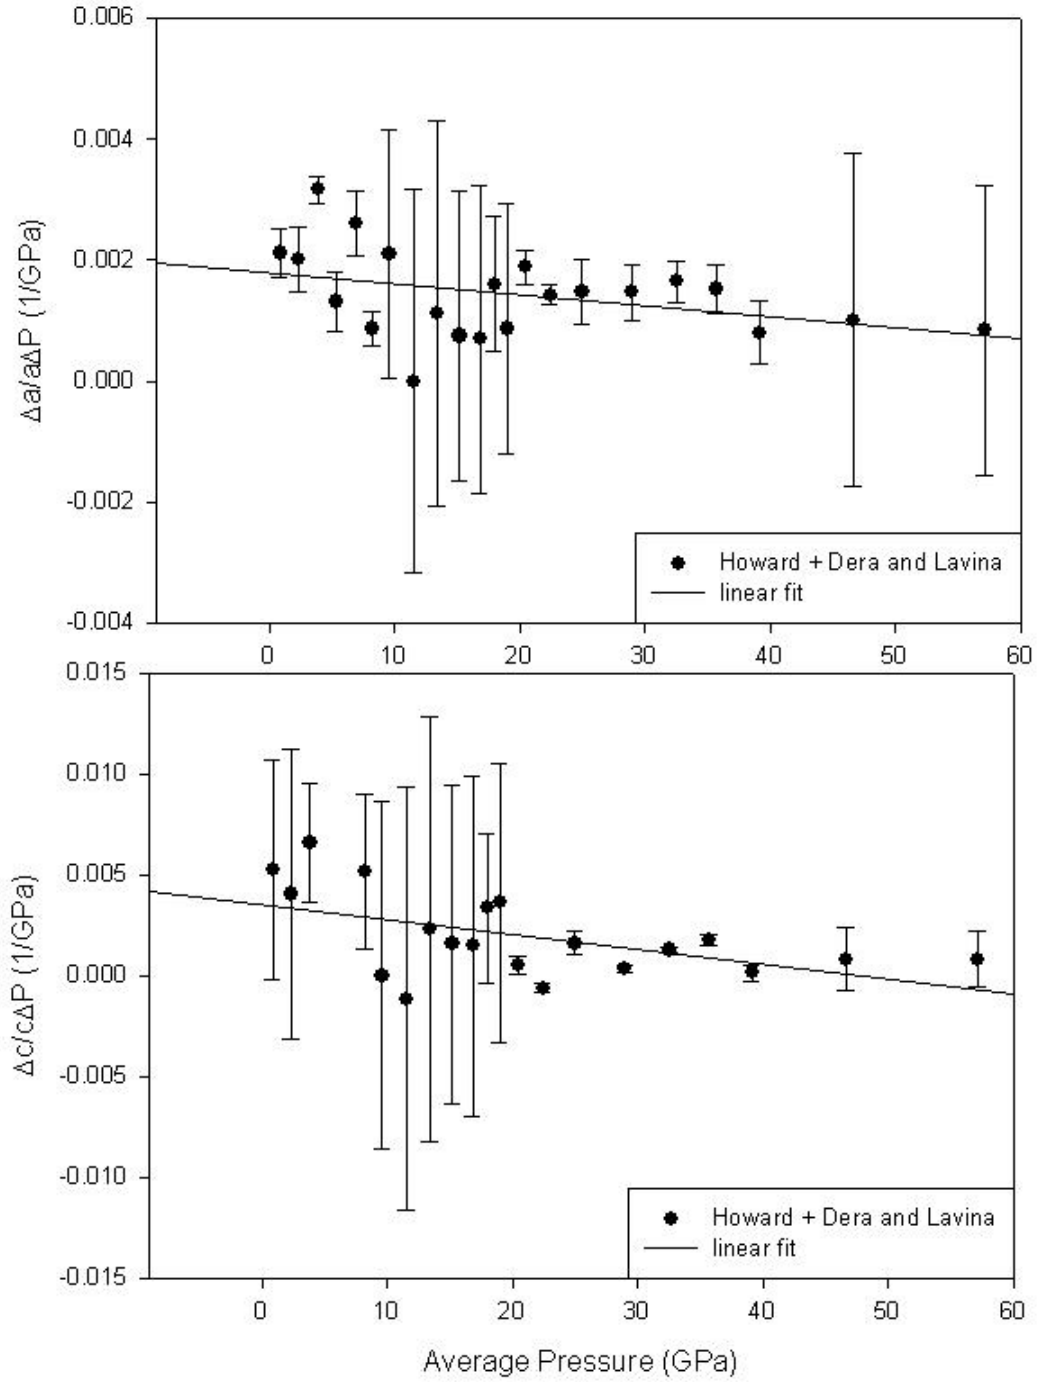 0.006
0.004
0.002
0.000
-0.002
-0.004
Δa/aΔP (1/GPa)
Howard + Dera and Lavina
linear fit
0 10 20 30 40 50 60
0.015
0.010
0.005
0.000
-0.005
-0.010
-0.015
Δc/cΔP (1/GPa)
Howard + Dera and Lavina
linear fit
0 10 20 30 40 50 60
Average Pressure (GPa)